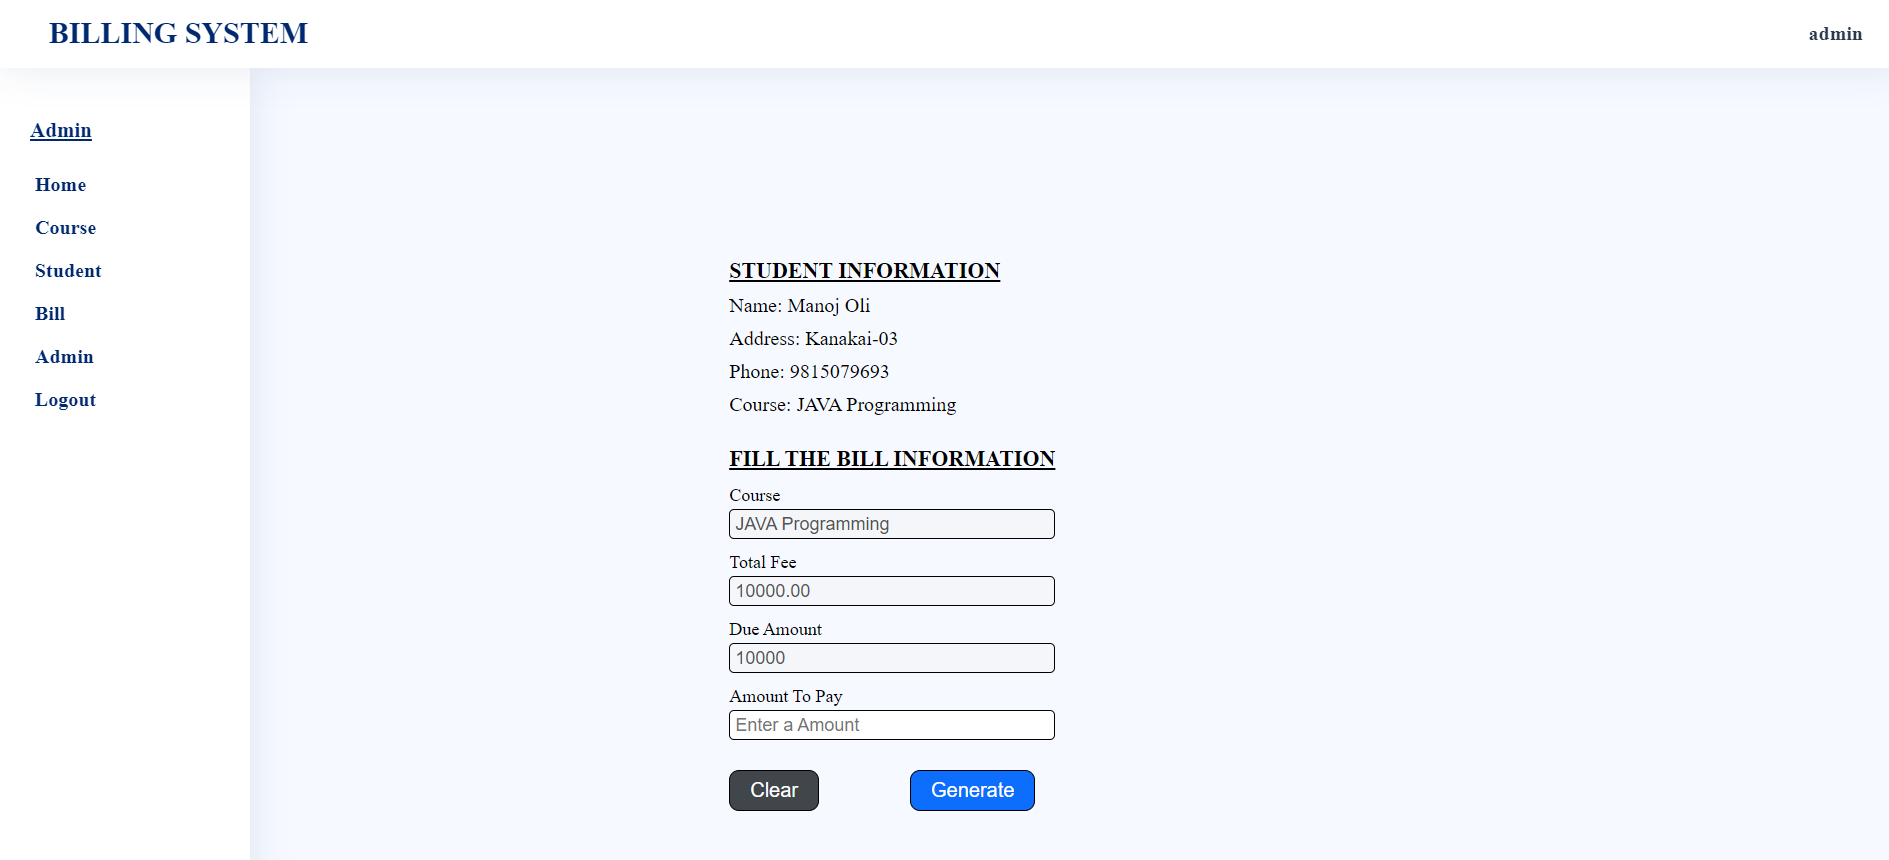 BILLING SYSTEM
admin
Admin
Home
Course
Student
Bill
Admin
Logout
STUDENT INFORMATION
Name: Manoj Oli
Address: Kanakai-03
Phone: 9815079693
Course: JAVA Programming
FILL THE BILL INFORMATION
Course
JAVA Programming
Total Fee
10000.00
Due Amount
10000
Amount To Pay
Enter a Amount
Clear
Generate